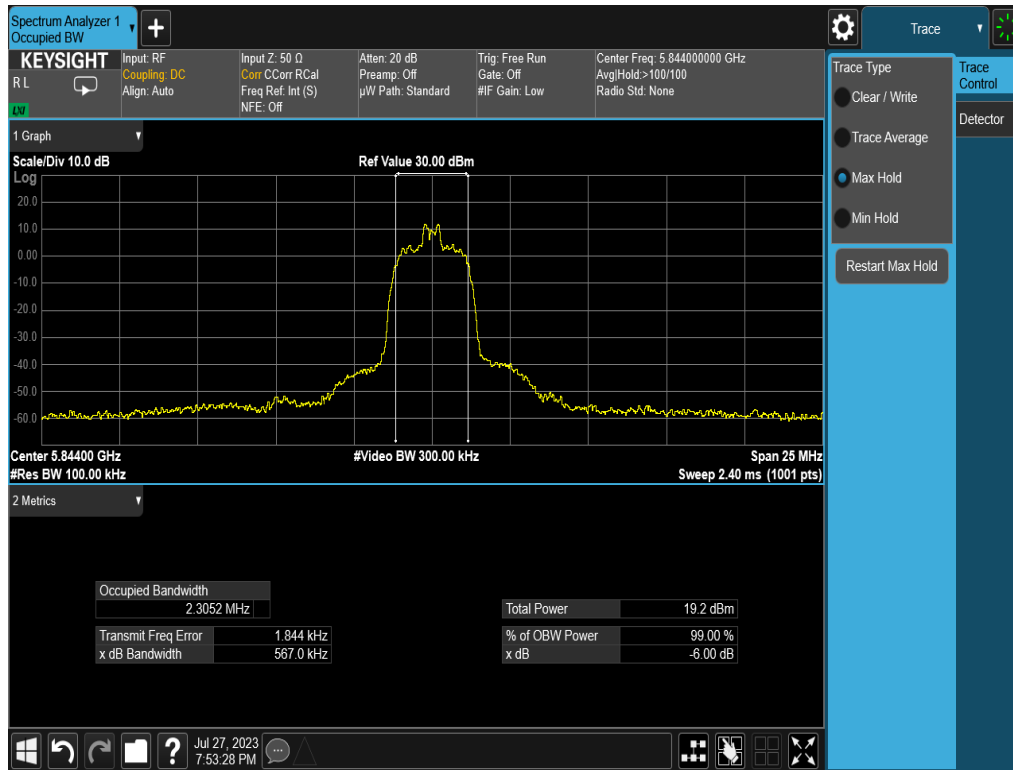 Spectrum Analyzer 1
Occupied BW
+
Trace
KEYSIGHT
R L
LXI
Input: RF
Coupling: DC
Align: Auto
Input Z: 50 Ω
Corr CCorr RCal
Freq Ref: Int (S)
NFE: Off
Atten: 20 dB
Preamp: Off
µW Path: Standard
Trig: Free Run
Gate: Off
#IF Gain: Low
Center Freq: 5.844000000 GHz
Avg|Hold:>100/100
Radio Std: None
Trace Type
Clear / Write
Trace Average
Max Hold
Min Hold
Restart Max Hold
Trace
Control
Detector
1 Graph
Scale/Div 10.0 dB
Ref Value 30.00 dBm
Log
20.0
10.0
0.00
-10.0
-20.0
-30.0
-40.0
-50.0
-60.0
Center 5.84400 GHz
#Video BW 300.00 kHz
Span 25 MHz
#Res BW 100.00 kHz
Sweep 2.40 ms (1001 pts)
2 Metrics
Occupied Bandwidth
2.3052 MHz
Total Power 19.2 dBm
Transmit Freq Error 1.844 kHz
% of OBW Power 99.00 %
x dB Bandwidth 567.0 kHz
x dB -6.00 dB
?
Jul 27, 2023
7:53:28 PM